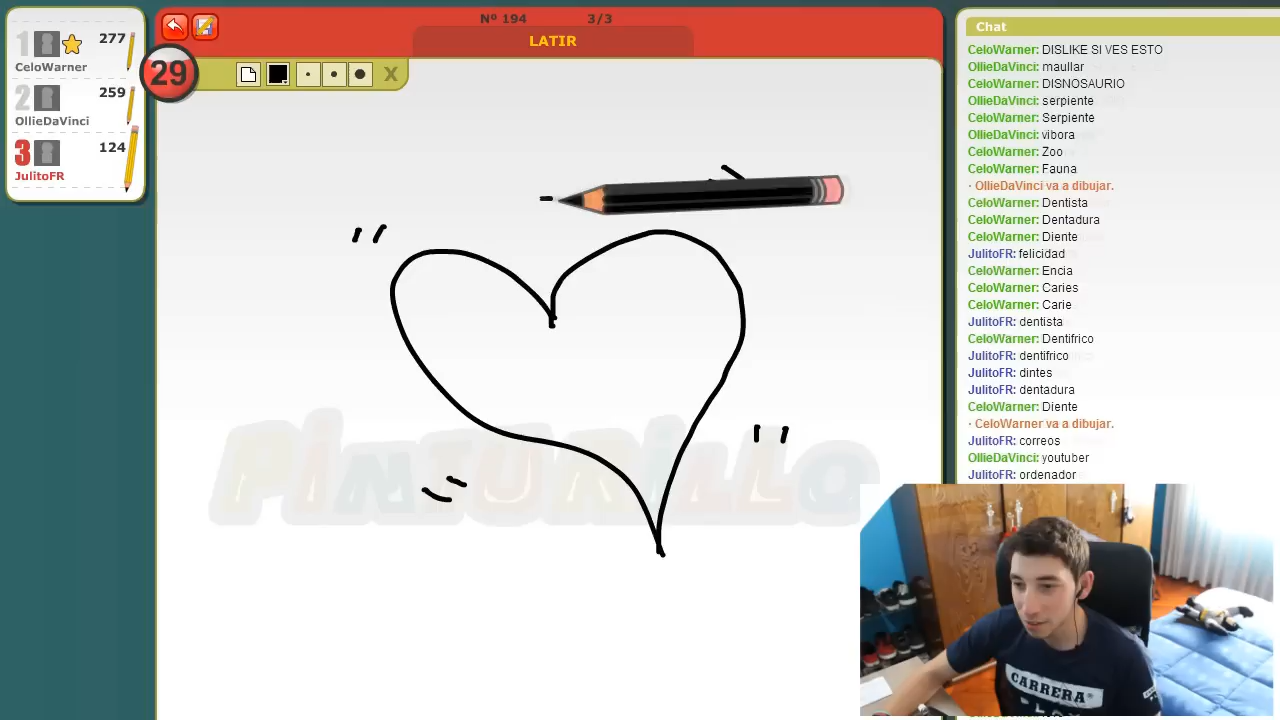 1 277
CeloWarner
2 259
OllieDaVinci
3 124
JulitoFR
Nº 194 3/3
LATIR
29
X
PINTURILLO
Chat
CeloWarner: DISLIKE SI VES ESTO
OllieDaVinci: maullar
CeloWarner: DISNOSAURIO
OllieDaVinci: serpiente
CeloWarner: Serpiente
OllieDaVinci: vibora
CeloWarner: Zoo
CeloWarner: Fauna
· OllieDaVinci va a dibujar.
CeloWarner: Dentista
CeloWarner: Dentadura
CeloWarner: Diente
JulitoFR: felicidad
CeloWarner: Encia
CeloWarner: Caries
CeloWarner: Carie
JulitoFR: dentista
CeloWarner: Dentifrico
JulitoFR: dentifrico
JulitoFR: dintes
JulitoFR: dentadura
CeloWarner: Diente
· CeloWarner va a dibujar.
JulitoFR: correos
OllieDaVinci: youtuber
JulitoFR: ordenador
CARRERA